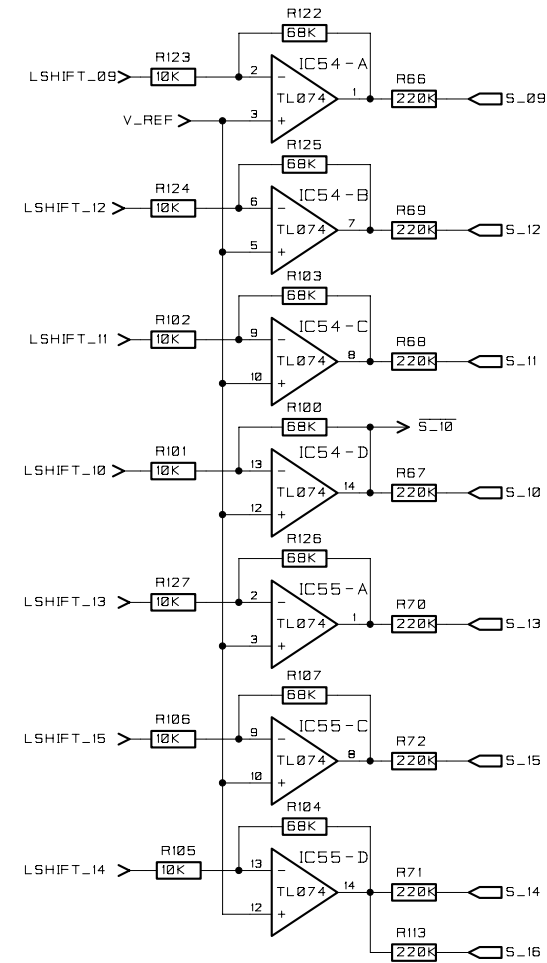 R122
68K
R123
10K
LSHIFT_09
2
-
IC54-A
TL074
1
R66
220K
S_09
V_REF
3
+
R125
68K
R124
10K
LSHIFT_12
6
-
IC54-B
TL074
7
R69
220K
S_12
5
+
R103
68K
R102
10K
LSHIFT_11
9
-
IC54-C
TL074
8
R68
220K
S_11
10
+
R100
68K
S_10
R101
10K
LSHIFT_10
13
-
IC54-D
TL074
14
R67
220K
S_10
12
+
R126
68K
R127
10K
LSHIFT_13
2
-
IC55-A
TL074
1
R70
220K
S_13
3
+
R107
68K
R106
10K
LSHIFT_15
9
-
IC55-C
TL074
8
R72
220K
S_15
10
+
R104
68K
R105
10K
LSHIFT_14
13
-
IC55-D
TL074
14
R71
220K
S_14
12
+
R113
220K
S_16